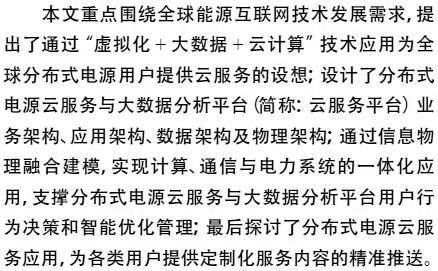 本文重点围绕全球能源互联网技术发展需求,提
出了通过“虚拟化+大数据+云计算”技术应用为全
球分布式电源用户提供云服务的设想;设计了分布式
电源云服务与大数据分析平台(简称:云服务平台)业
务架构、应用架构、数据架构及物理架构;通过信息物
理融合建模,实现计算、通信与电力系统的一体化应
用,支撑分布式电源云服务与大数据分析平台用户行
为决策和智能优化管理;最后探讨了分布式电源云服
务应用,为各类用户提供定制化服务内容的精准推送。